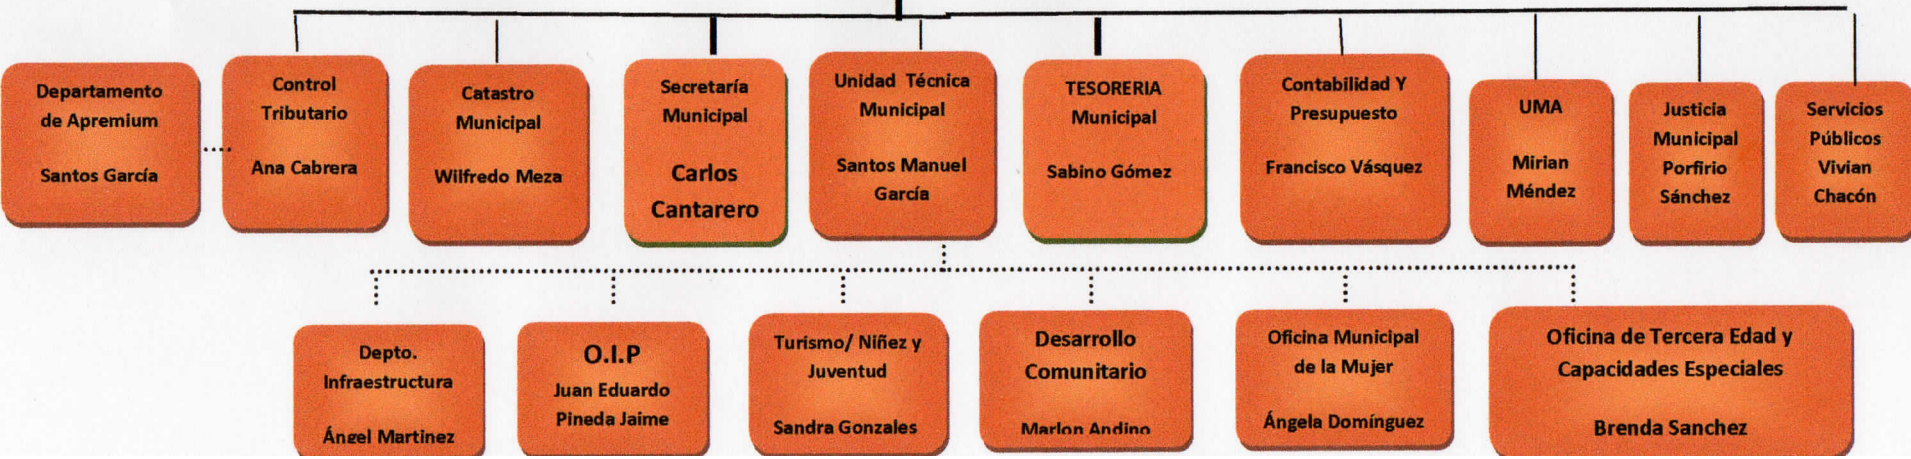 Departamento
de Apremium
Santos García
Control
Tributario
Ana Cabrera
Catastro
Municipal
Wilfredo Meza
Secretaría
Municipal
Carlos
Cantarero
Unidad Técnica
Municipal
Santos Manuel
García
TESORERIA
Municipal
Sabino Gómez
Contabilidad Y
Presupuesto
Francisco Vásquez
UMA
Mirian
Méndez
Justicia
Municipal
Porfirio
Sánchez
Servicios
Públicos
Vivian
Chacón
Depto.
Infraestructura
Ángel Martinez
O.I.P
Juan Eduardo
Pineda Jaime
Turismo/ Niñez y
Juventud
Sandra Gonzales
Desarrollo
Comunitario
Marlon Andino
Oficina Municipal
de la Mujer
Ángela Domínguez
Oficina de Tercera Edad y
Capacidades Especiales
Brenda Sanchez